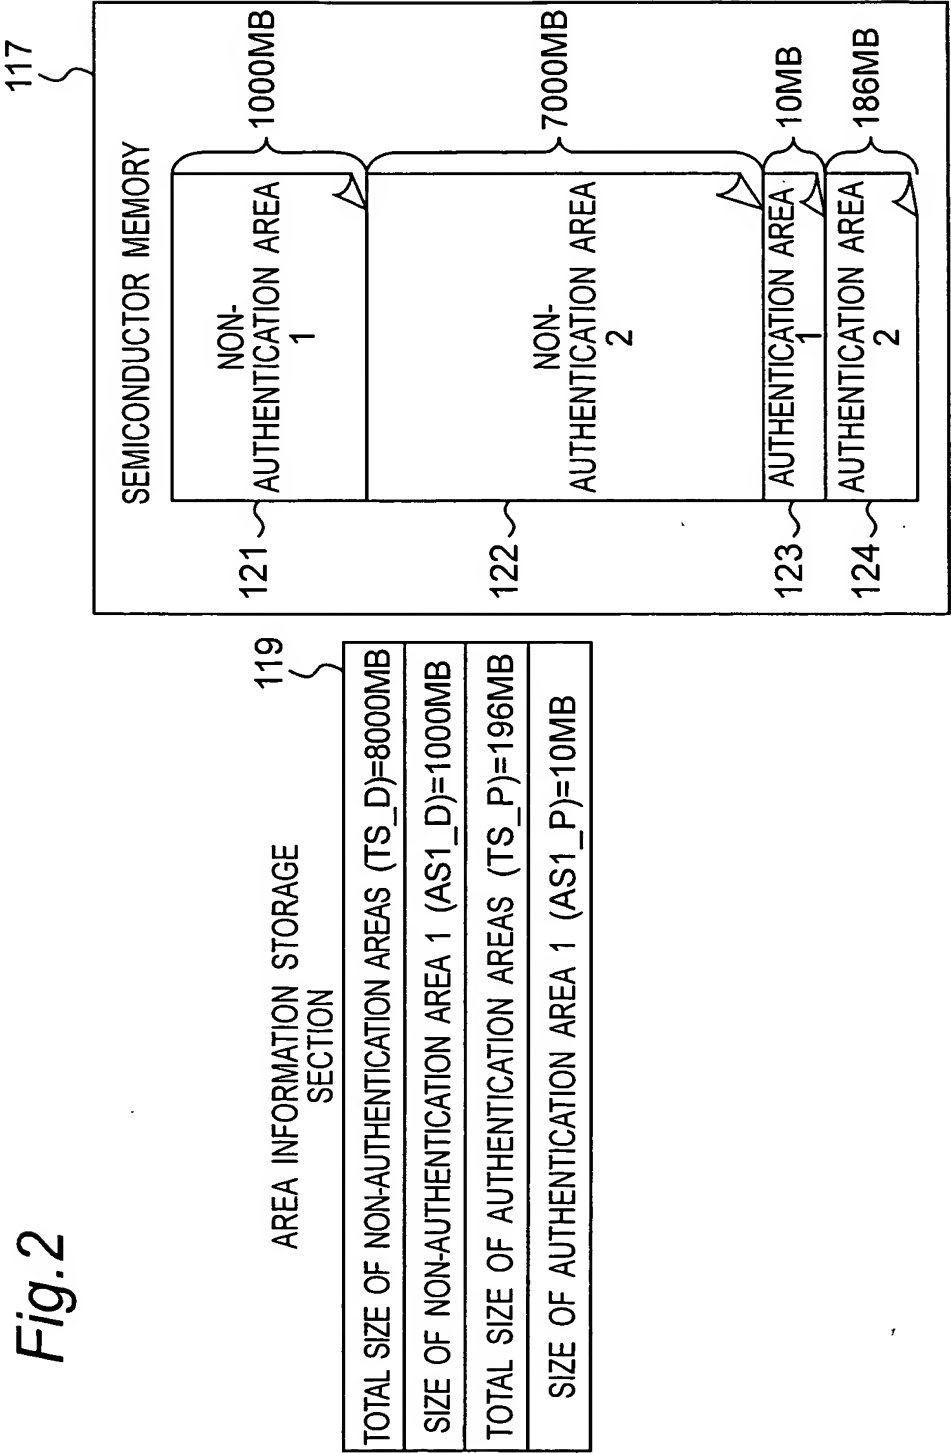 Fig.2
AREA INFORMATION STORAGE
SECTION
119
TOTAL SIZE OF NON-AUTHENTICATION AREAS (TS_D)=8000MB
SIZE OF NON-AUTHENTICATION AREA 1 (AS1_D)=1000MB
TOTAL SIZE OF AUTHENTICATION AREAS (TS_P)=196MB
SIZE OF AUTHENTICATION AREA 1 (AS1_P)=10MB
117
SEMICONDUCTOR MEMORY
121
NON-
AUTHENTICATION AREA
1
1000MB
122
NON-
AUTHENTICATION AREA
2
7000MB
123
AUTHENTICATION AREA
1
10MB
124
AUTHENTICATION AREA
2
186MB